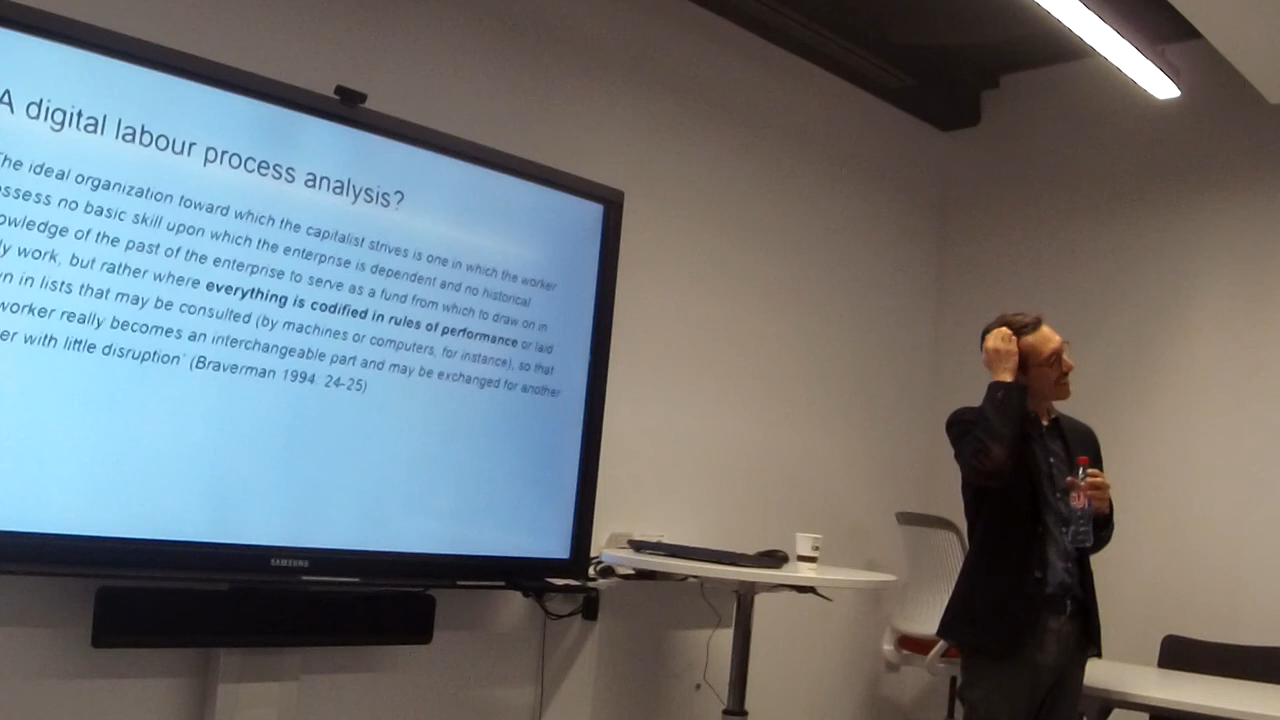 A digital labour process analysis?
The ideal organization toward which the capitalist strives is one in which the worker
ossess no basic skill upon which the enterprise is dependent and no historical
owledge of the past of the enterprise to serve as a fund from which to draw on in
ly work, but rather where everything is codified in rules of performance or laid
n in lists that may be consulted (by machines or computers, for instance), so that
worker really becomes an interchangeable part and may be exchanged for another
er with little disruption' (Braverman 1994: 24-25)
SAMSUNG